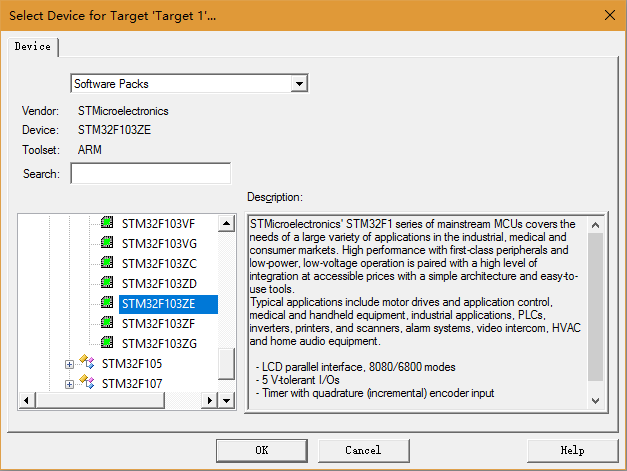 Select Device for Target 'Target 1'...
Device
Software Packs
Vendor: STMicroelectronics
Device: STM32F103ZE
Toolset: ARM
Search:
Description:
STM32F103VF
STM32F103VG
STM32F103ZC
STM32F103ZD
STM32F103ZE
STM32F103ZF
STM32F103ZG
STM32F105
STM32F107
STMicroelectronics' STM32F1 series of mainstream MCUs covers the
needs of a large variety of applications in the industrial, medical and
consumer markets. High performance with first-class peripherals and
low-power, low-voltage operation is paired with a high level of
integration at accessible prices with a simple architecture and easy-to-
use tools.
Typical applications include motor drives and application control,
medical and handheld equipment, industrial applications, PLCs,
inverters, printers, and scanners, alarm systems, video intercom, HVAC
and home audio equipment.
- LCD parallel interface, 8080/6800 modes
- 5 V-tolerant I/Os
- Timer with quadrature (incremental) encoder input
OK
Cancel
Help